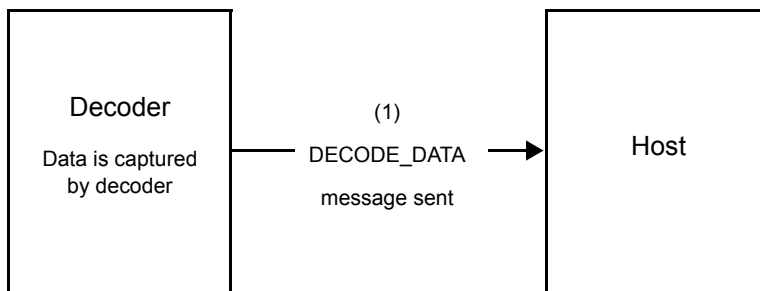 Decoder
Data is captured
by decoder
(1)
DECODE_DATA
message sent
Host